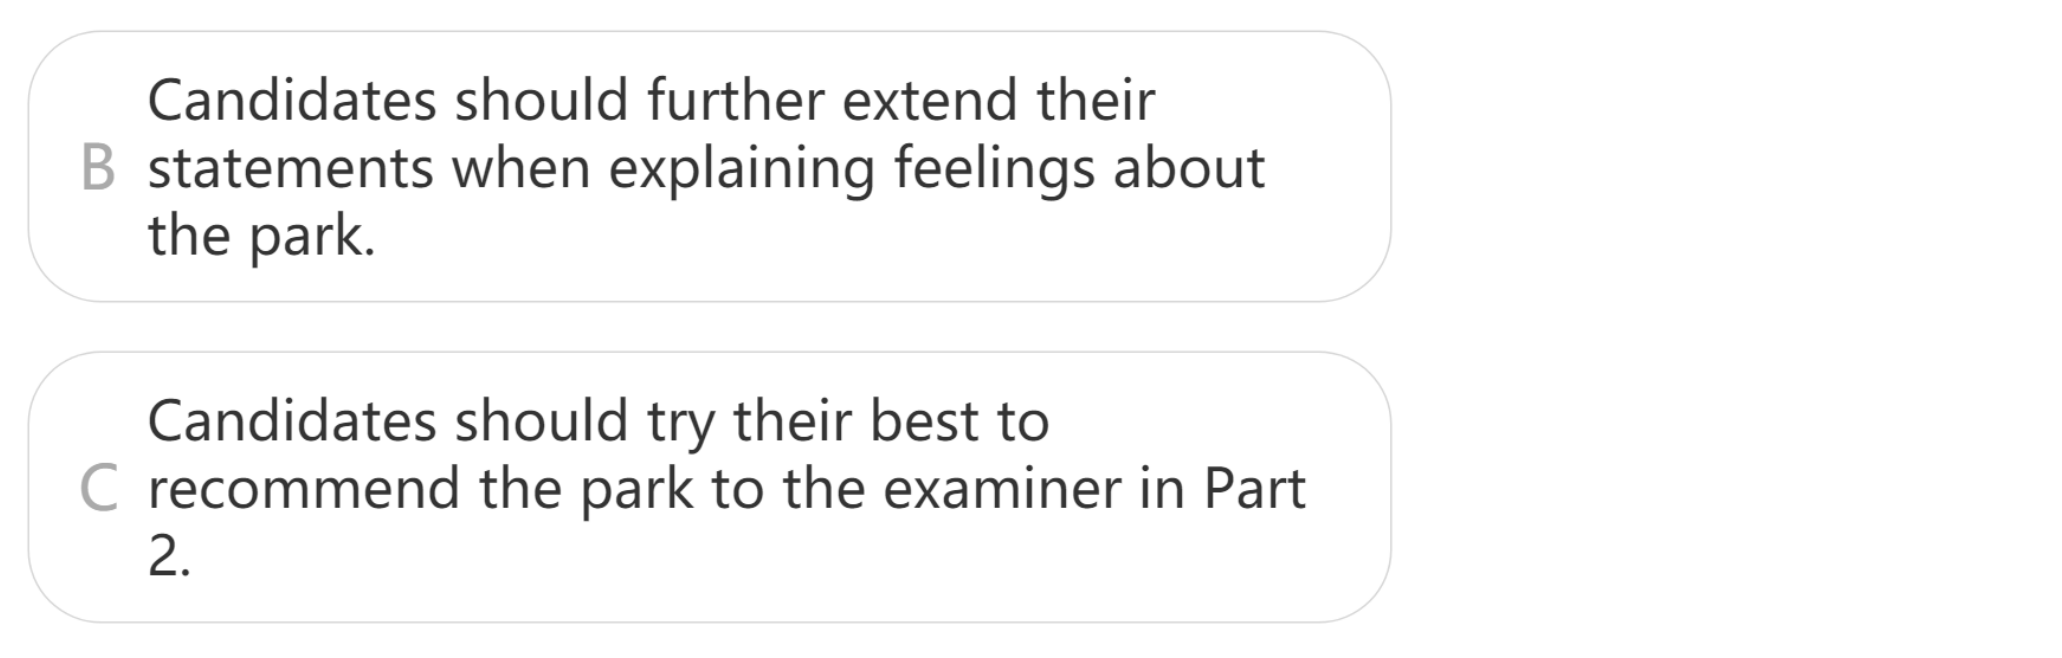 Candidates should further extend their
B statements when explaining feelings about
the park.
Candidates should try their best to
C recommend the park to the examiner in Part
2.